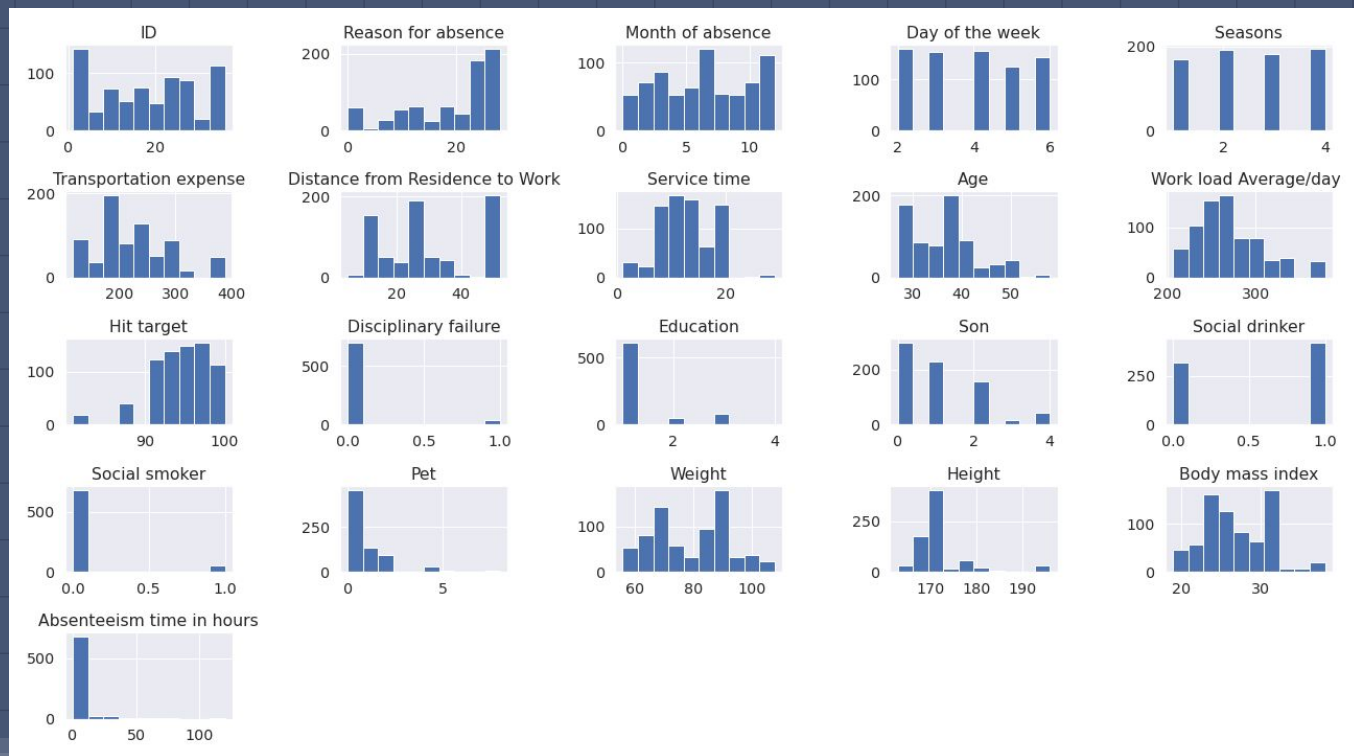 ID Reason for absence Month of absence Day of the week Seasons
100 200 100 100 200
0 0 0 0 0
0 20 0 20 0 5 10 2 4 6 2 4
Transportation expense Distance from Residence to Work Service time Age Work load Average/day
200 200 100 200 100
0 0 0 0 0
200 300 400 20 40 0 20 30 40 50 200 300
Hit target Disciplinary failure Education Son Social drinker
100 500 500 200 250
0 0 0 0 0
90 100 0.0 0.5 1.0 2 4 0 2 4 0.0 0.5 1.0
Social smoker Pet Weight Height Body mass index
500 250 100 250 100
0 0 0 0 0
0.0 0.5 1.0 0 5 60 80 100 170 180 190 20 30
Absenteeism time in hours
500
0
0 50 100